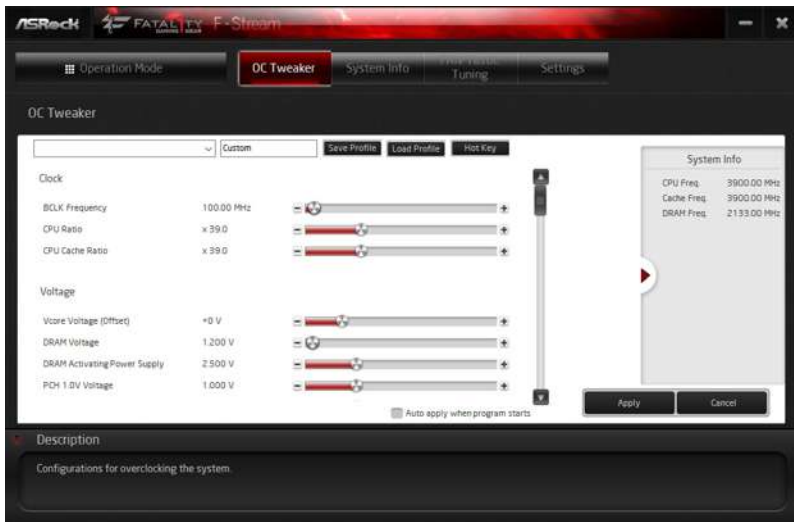 ASRock FATAL1TY GAMING GEAR F-Stream
Operation Mode
OC Tweaker
System Info
Tuning
Settings
OC Tweaker
Custom
Save Profile
Load Profile
Hot Key
System Info
Clock
CPU Freq. 3900.00 MHz
Cache Freq. 3900.00 MHz
DRAM Freq. 2133.00 MHz
BCLK Frequency 100.00 MHz
CPU Ratio x 39.0
CPU Cache Ratio x 39.0
Voltage
Vcore Voltage (Offset) +0 V
DRAM Voltage 1.200 V
DRAM Activating Power Supply 2.500 V
PCH 1.0V Voltage 1.000 V
Auto apply when program starts
Apply
Cancel
Description
Configurations for overclocking the system.